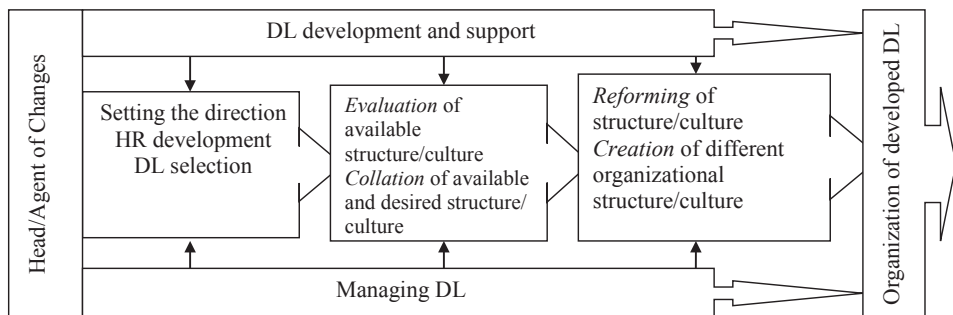 Head/Agent of Changes
DL development and support
Setting the direction
HR development
DL selection
Evaluation of
available
structure/culture
Collation of available
and desired structure/
culture
Reforming of
structure/culture
Creation of different
organizational
structure/culture
Managing DL
Organization of developed DL